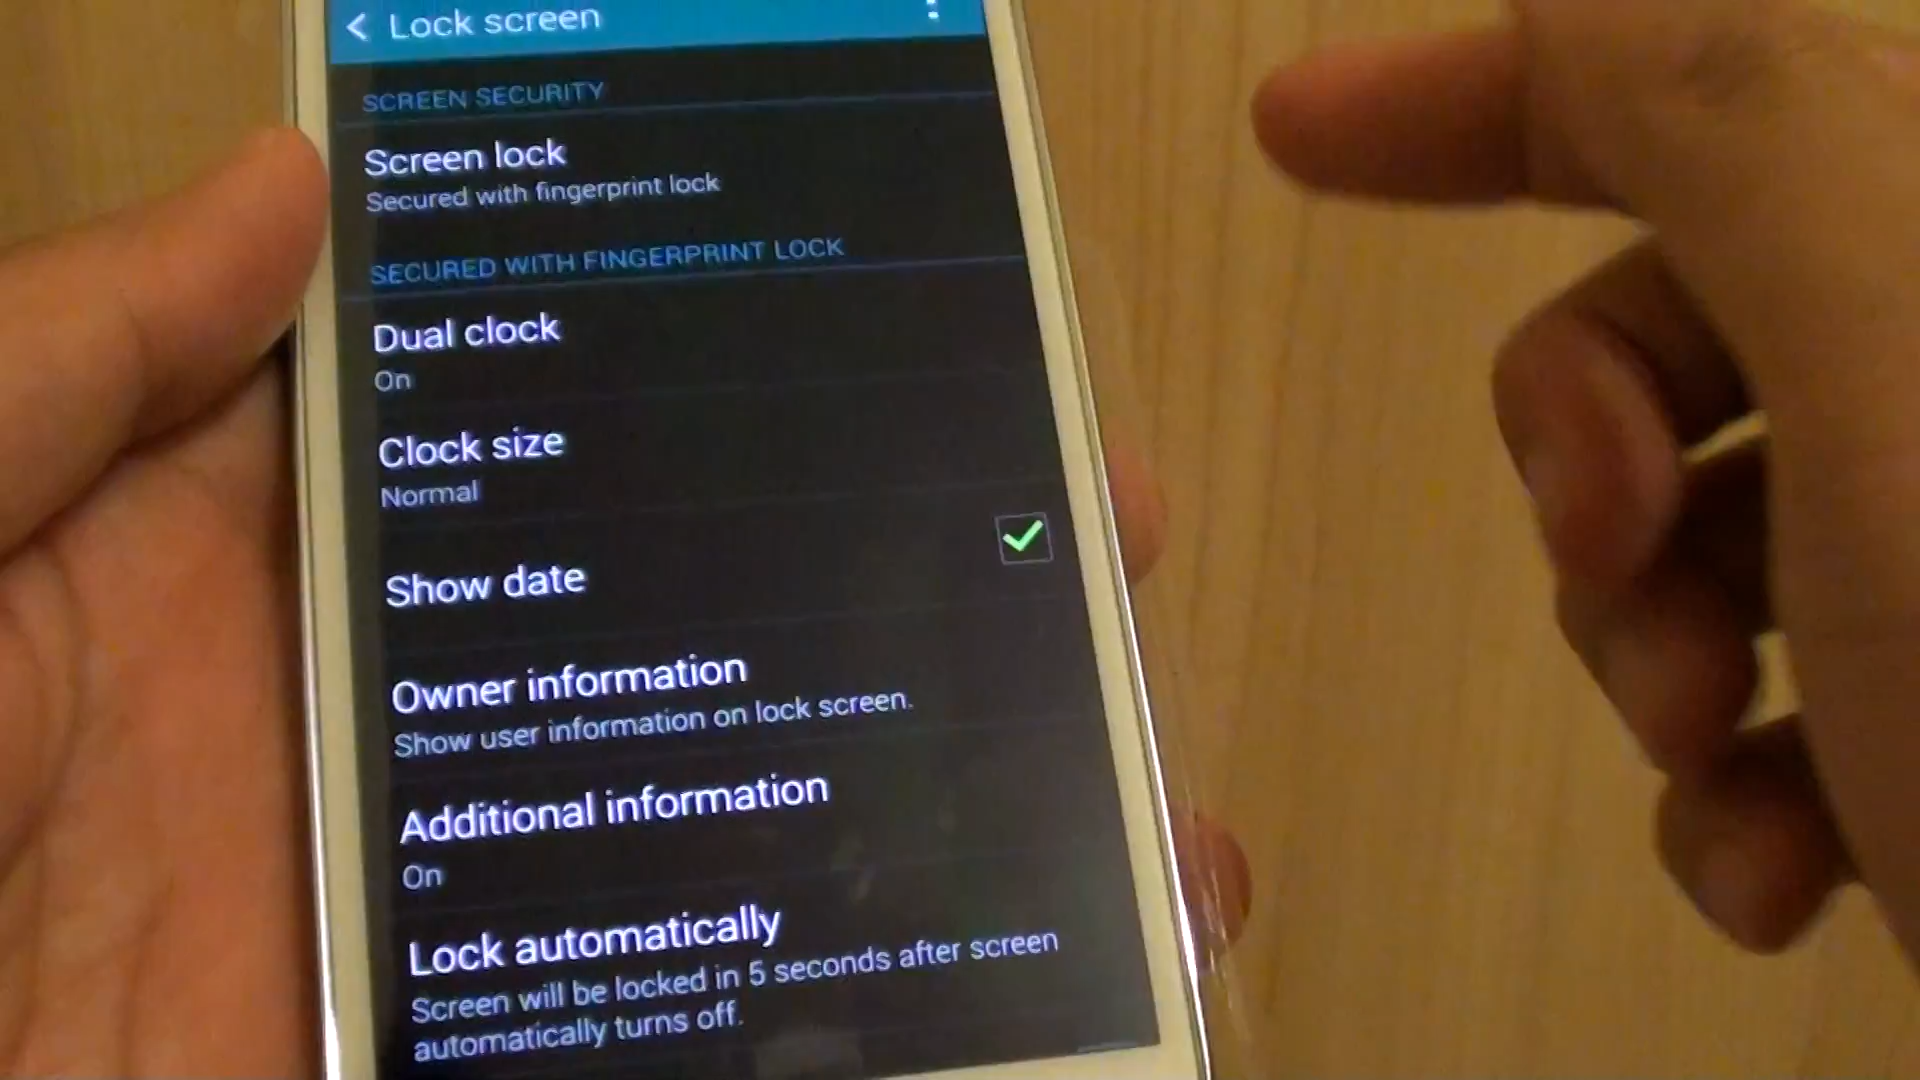 Lock screen
SCREEN SECURITY
Screen lock
Secured with fingerprint lock
SECURED WITH FINGERPRINT LOCK
Dual clock
On
Clock size
Normal
Show date
Owner information
Show user information on lock screen.
Additional information
On
Lock automatically
Screen will be locked in 5 seconds after screen
automatically turns off.